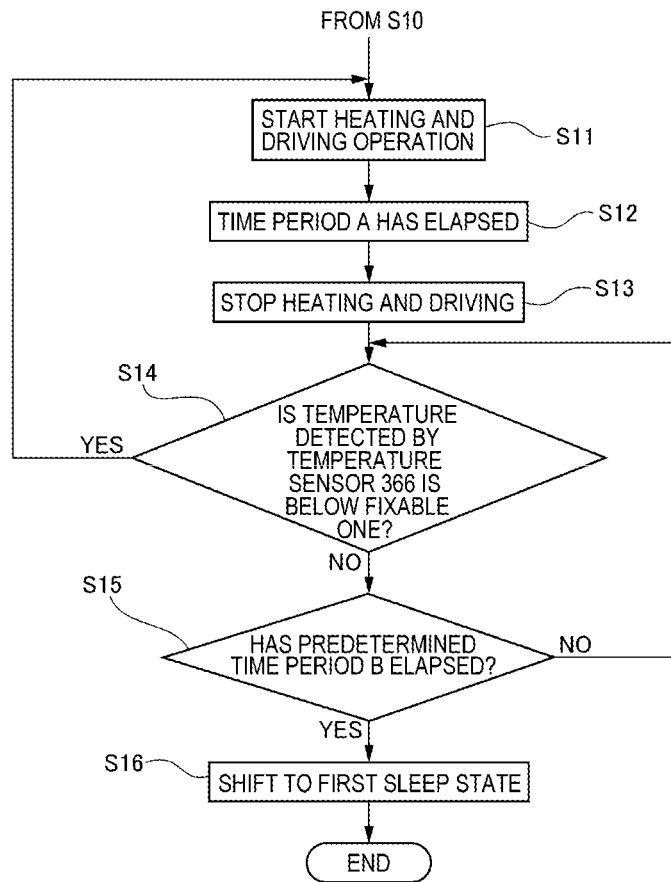 FROM S10
START HEATING AND
DRIVING OPERATION
S11
TIME PERIOD A HAS ELAPSED
S12
STOP HEATING AND DRIVING
S13
S14
IS TEMPERATURE
DETECTED BY
TEMPERATURE
SENSOR 366 IS
BELOW FIXABLE
ONE?
YES
NO
S15
HAS PREDETERMINED
TIME PERIOD B ELAPSED?
NO
YES
S16
SHIFT TO FIRST SLEEP STATE
END